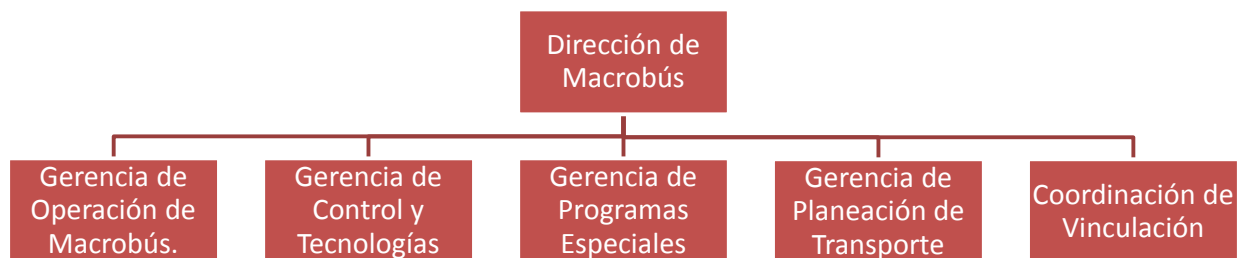 Dirección de
Macrobús
Gerencia de
Operación de
Macrobús.
Gerencia de
Control y
Tecnologías
Gerencia de
Programas
Especiales
Gerencia de
Planeación de
Transporte
Coordinación de
Vinculación